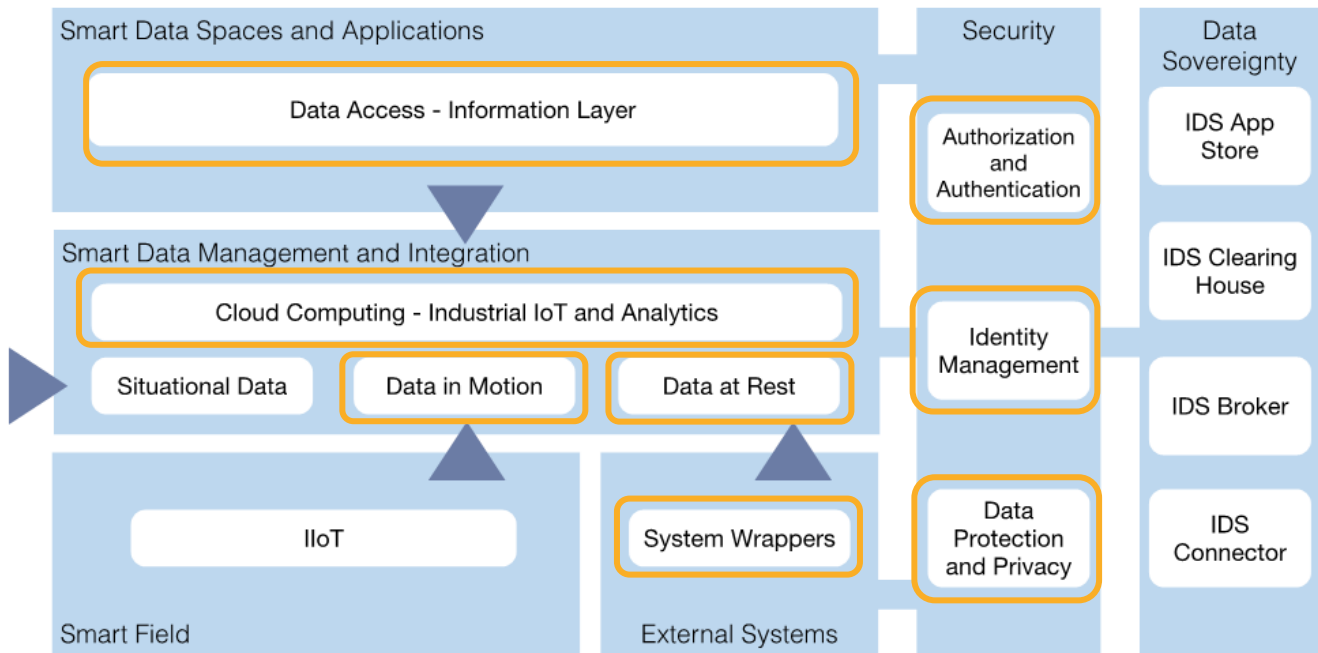 Smart Data Spaces and Applications
Data Access - Information Layer
Smart Data Management and Integration
Cloud Computing - Industrial IoT and Analytics
Situational Data
Data in Motion
Data at Rest
IIoT
Smart Field
System Wrappers
External Systems
Security
Authorization
and
Authentication
Identity
Management
Data
Protection
and Privacy
Data
Sovereignty
IDS App
Store
IDS Clearing
House
IDS Broker
IDS
Connector